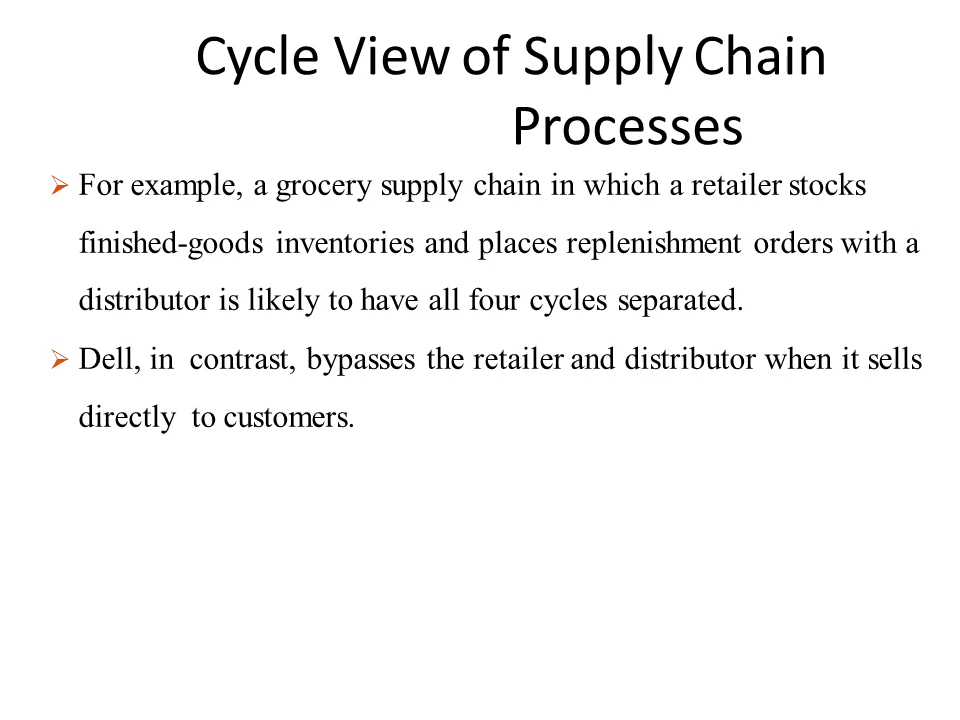 Cycle View of Supply Chain
Processes
➢ For example, a grocery supply chain in which a retailer stocks
finished-goods inventories and places replenishment orders with a
distributor is likely to have all four cycles separated.
➢ Dell, in contrast, bypasses the retailer and distributor when it sells
directly to customers.